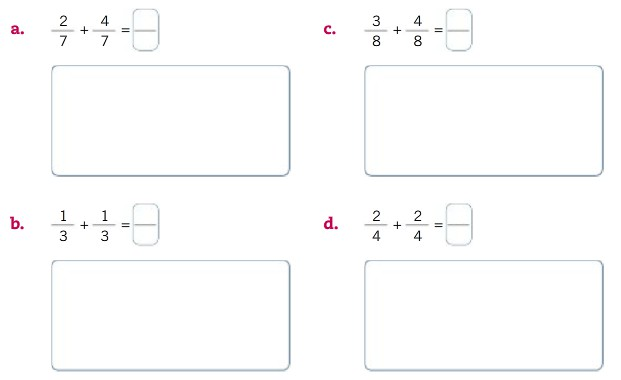 a. 2/7 + 4/7 =
c. 3/8 + 4/8 =
b. 1/3 + 1/3 =
d. 2/4 + 2/4 =